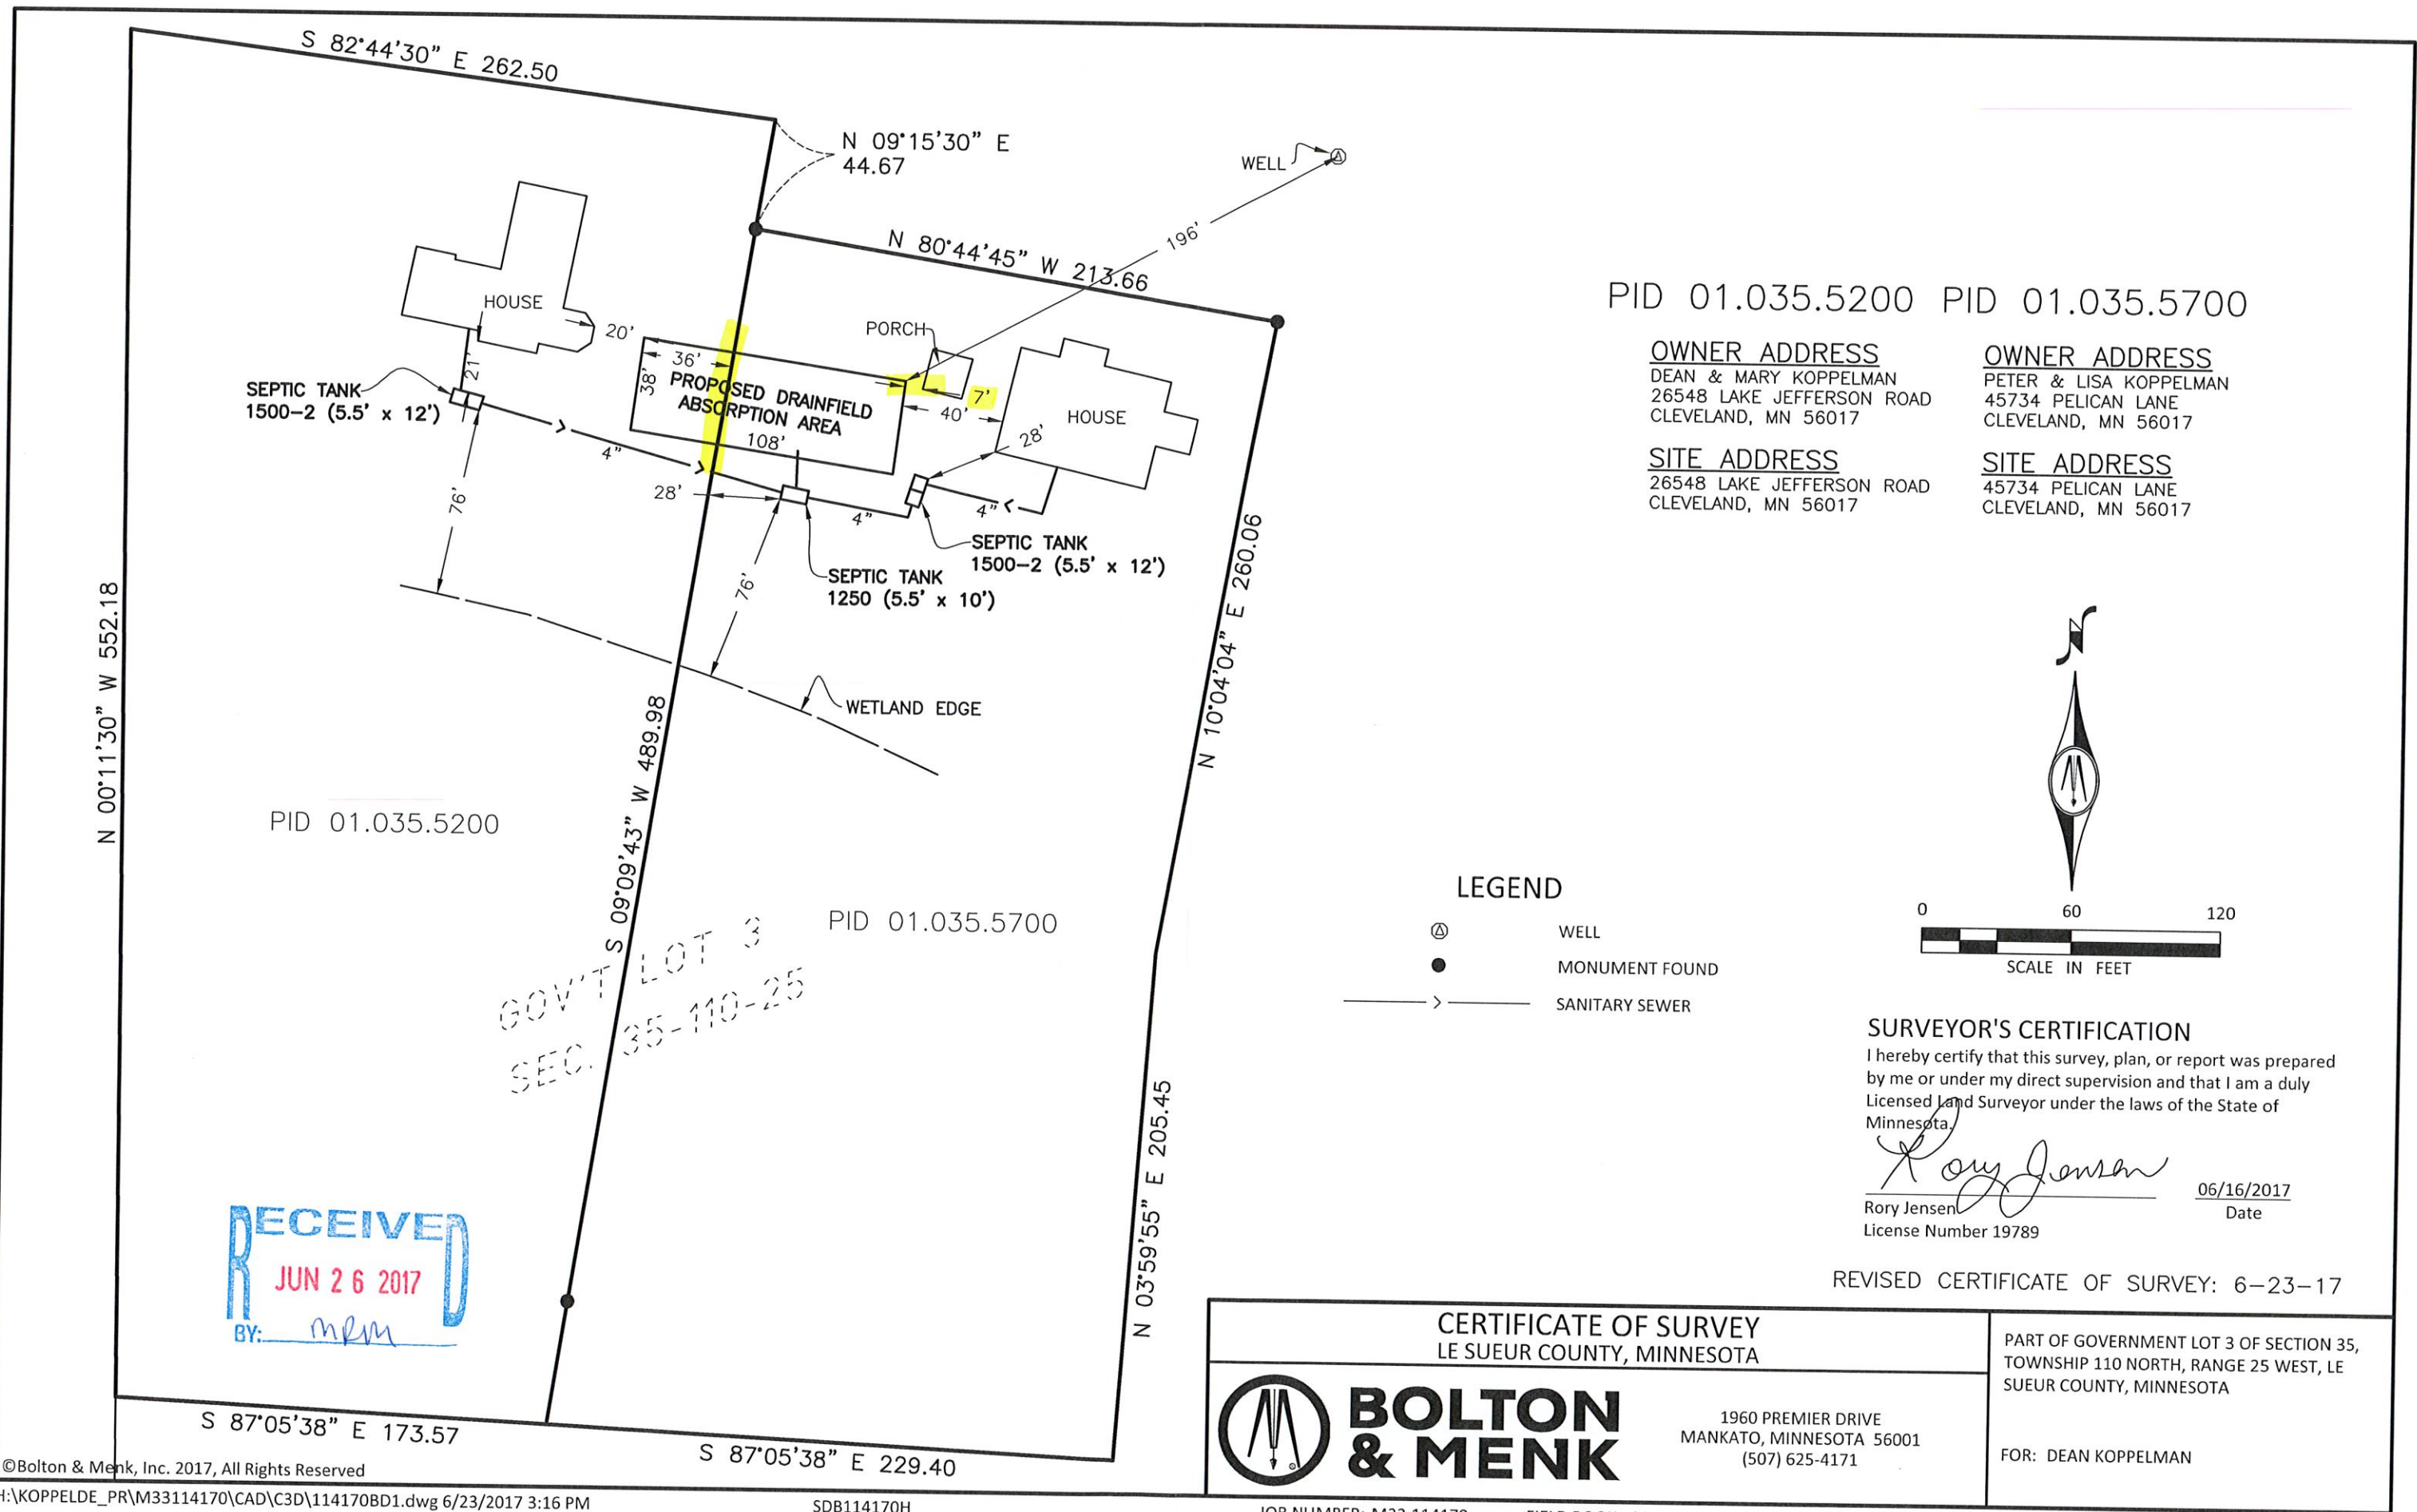 S 82°44'30" E 262.50
N 09°15'30" E
44.67
WELL
196'
N 80°44'45" W 213.66
HOUSE
20'
21'
SEPTIC TANK
1500-2 (5.5' x 12')
36'
38'
PROPOSED DRAINFIELD
ABSORPTION AREA
108'
PORCH
7'
40'
HOUSE
28'
4"
28'
4"
4"
76'
76'
SEPTIC TANK
1500-2 (5.5' x 12')
SEPTIC TANK
1250 (5.5' x 10')
WETLAND EDGE
N 00°11'30" W 552.18
S 09°09'43" W 489.98
N 10°04'04" E 260.06
PID 01.035.5200
PID 01.035.5700
GOV'T LOT 3
SEC. 35-110-25
N 03°59'55" E 205.45
S 87°05'38" E 173.57
S 87°05'38" E 229.40
RECEIVED
JUN 26 2017
BY: MRM
PID 01.035.5200 PID 01.035.5700
OWNER ADDRESS
DEAN & MARY KOPPELMAN
26548 LAKE JEFFERSON ROAD
CLEVELAND, MN 56017
SITE ADDRESS
26548 LAKE JEFFERSON ROAD
CLEVELAND, MN 56017
OWNER ADDRESS
PETER & LISA KOPPELMAN
45734 PELICAN LANE
CLEVELAND, MN 56017
SITE ADDRESS
45734 PELICAN LANE
CLEVELAND, MN 56017
N
LEGEND
WELL
MONUMENT FOUND
SANITARY SEWER
0 60 120
SCALE IN FEET
SURVEYOR'S CERTIFICATION
I hereby certify that this survey, plan, or report was prepared
by me or under my direct supervision and that I am a duly
Licensed Land Surveyor under the laws of the State of
Minnesota.
Rory Jensen
06/16/2017
Rory Jensen
Date
License Number 19789
REVISED CERTIFICATE OF SURVEY: 6-23-17
CERTIFICATE OF SURVEY
LE SUEUR COUNTY, MINNESOTA
BOLTON
& MENK
1960 PREMIER DRIVE
MANKATO, MINNESOTA 56001
(507) 625-4171
PART OF GOVERNMENT LOT 3 OF SECTION 35,
TOWNSHIP 110 NORTH, RANGE 25 WEST, LE
SUEUR COUNTY, MINNESOTA
FOR: DEAN KOPPELMAN
©Bolton & Menk, Inc. 2017, All Rights Reserved
H:\KOPPELDE_PR\M33114170\CAD\C3D\114170BD1.dwg 6/23/2017 3:16 PM
SDB114170H